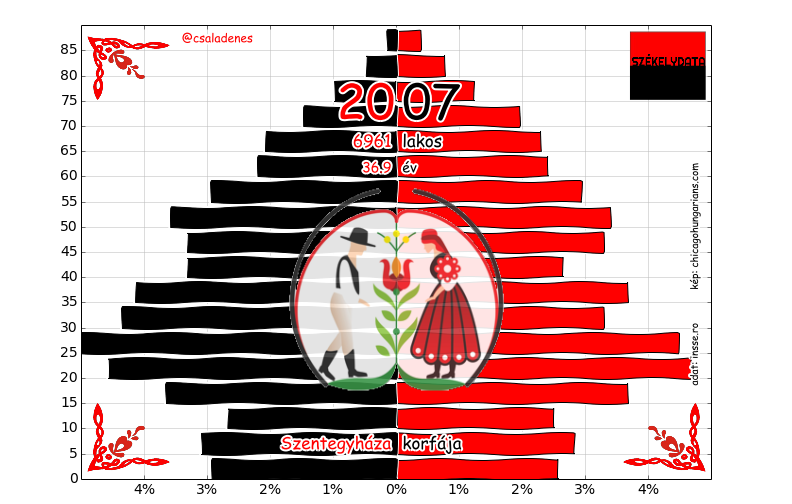 @csaladenes
SZÉKELYDATA
2007
6961 lakos
36.9 év
kép: chicagohungarians.com
adat: insse.ro
Szentegyháza korfája
85
80
75
70
65
60
55
50
45
40
35
30
25
20
15
10
5
0
4% 3% 2% 1% 0% 1% 2% 3% 4%